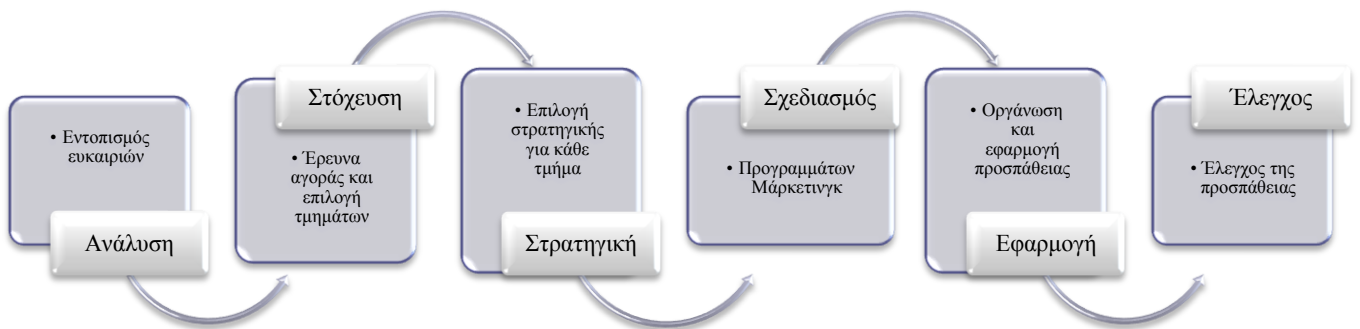 • Εντοπισμός
ευκαιριών
Ανάλυση
Στόχευση
• Έρευνα
αγοράς και
επιλογή
τμημάτων
• Επιλογή
στρατηγικής
για κάθε
τμήμα
Στρατηγική
Σχεδιασμός
• Προγραμμάτων
Μάρκετινγκ
• Οργάνωση
και
εφαρμογή
προσπάθειας
Εφαρμογή
Έλεγχος
• Έλεγχος της
προσπάθειας